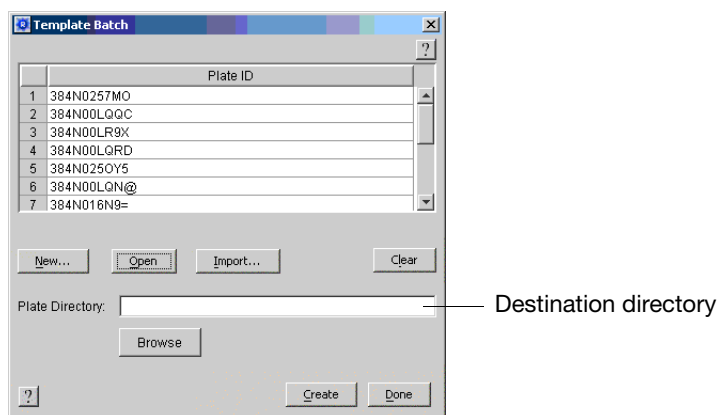 Template Batch
?
Plate ID
1 384N0257MO
2 384N00LQQC
3 384N00LR9X
4 384N00LQRD
5 384N025OY5
6 384N00LQN@
7 384N016N9=
New... Open Import... Clear
Plate Directory: Destination directory
Browse
? Create Done